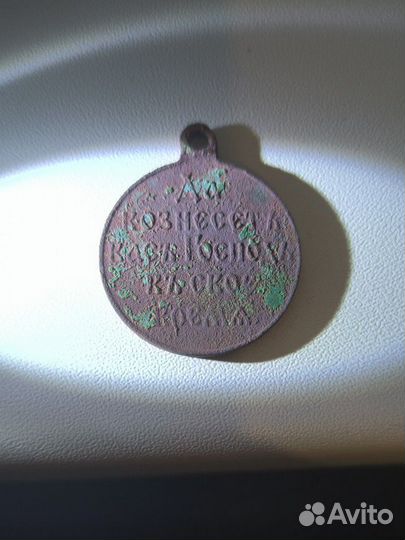 Да
вознесетъ
васъ Господь
въ свое
время
Avito